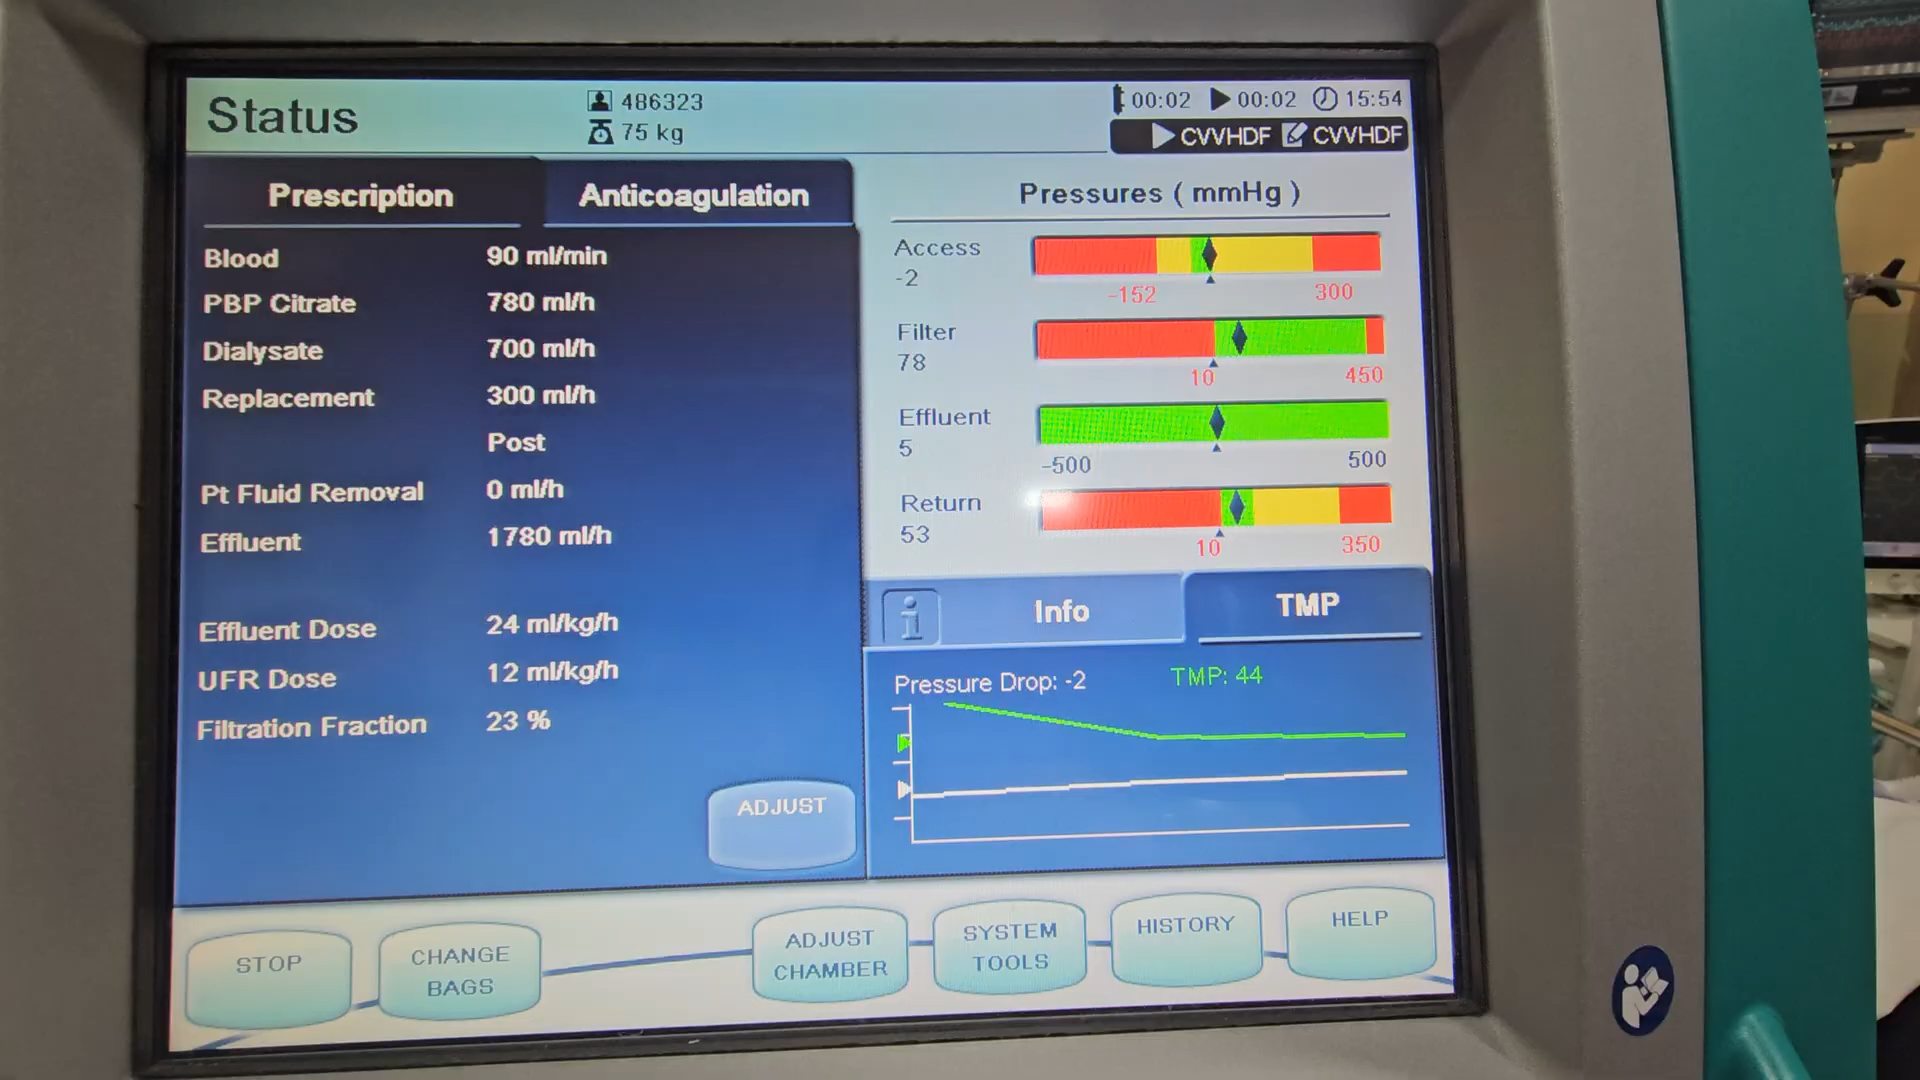 Status
486323
75 kg
00:02 00:02 15:54
CVVHDF CVVHDF
Prescription Anticoagulation
Blood 90 ml/min
PBP Citrate 780 ml/h
Dialysate 700 ml/h
Replacement 300 ml/h
Post
Pt Fluid Removal 0 ml/h
Effluent 1780 ml/h
Effluent Dose 24 ml/kg/h
UFR Dose 12 ml/kg/h
Filtration Fraction 23 %
ADJUST
Pressures ( mmHg )
Access
-2
-152 300
Filter
78
10 450
Effluent
5
-500 500
Return
53
10 350
i Info TMP
Pressure Drop: -2 TMP: 44
STOP
CHANGE
BAGS
ADJUST
CHAMBER
SYSTEM
TOOLS
HISTORY
HELP